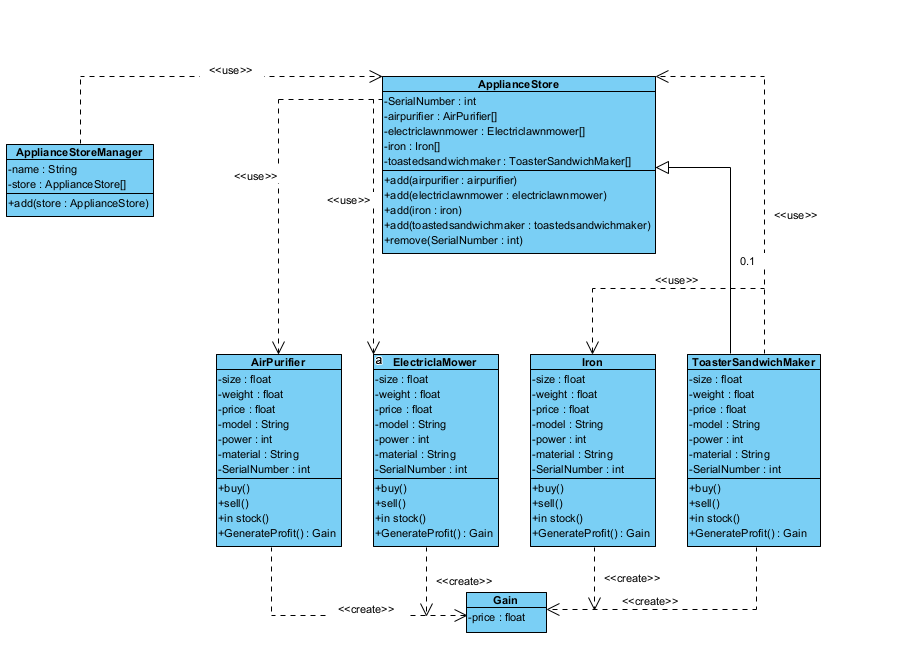 <<use>>
ApplianceStore
-SerialNumber : int
-airpurifier : AirPurifier[]
-electriclawnmower : Electriclawnmower[]
-iron : Iron[]
-toastedsandwichmaker : ToasterSandwichMaker[]
+add(airpurifier : airpurifier)
+add(electriclawnmower : electriclawnmower)
+add(iron : iron)
+add(toastedsandwichmaker : toastedsandwichmaker)
+remove(SerialNumber : int)
ApplianceStoreManager
-name : String
-store : ApplianceStore[]
+add(store : ApplianceStore)
<<use>>
<<use>>
<<use>>
0.1
<<use>>
AirPurifier
-size : float
-weight : float
-price : float
-model : String
-power : int
-material : String
-SerialNumber : int
+buy()
+sell()
+in stock()
+GenerateProfit() : Gain
a
ElectriclaMower
-size : float
-weight : float
-price : float
-model : String
-power : int
-material : String
-SerialNumber : int
+buy()
+sell()
+in stock()
+GenerateProfit() : Gain
Iron
-size : float
-weight : float
-price : float
-model : String
-power : int
-material : String
-SerialNumber : int
+buy()
+sell()
+in stock()
+GenerateProfit() : Gain
ToasterSandwichMaker
-size : float
-weight : float
-price : float
-model : String
-power : int
-material : String
-SerialNumber : int
+buy()
+sell()
+in stock()
+GenerateProfit() : Gain
<<create>>
<<create>>
<<create>>
<<create>>
Gain
-price : float